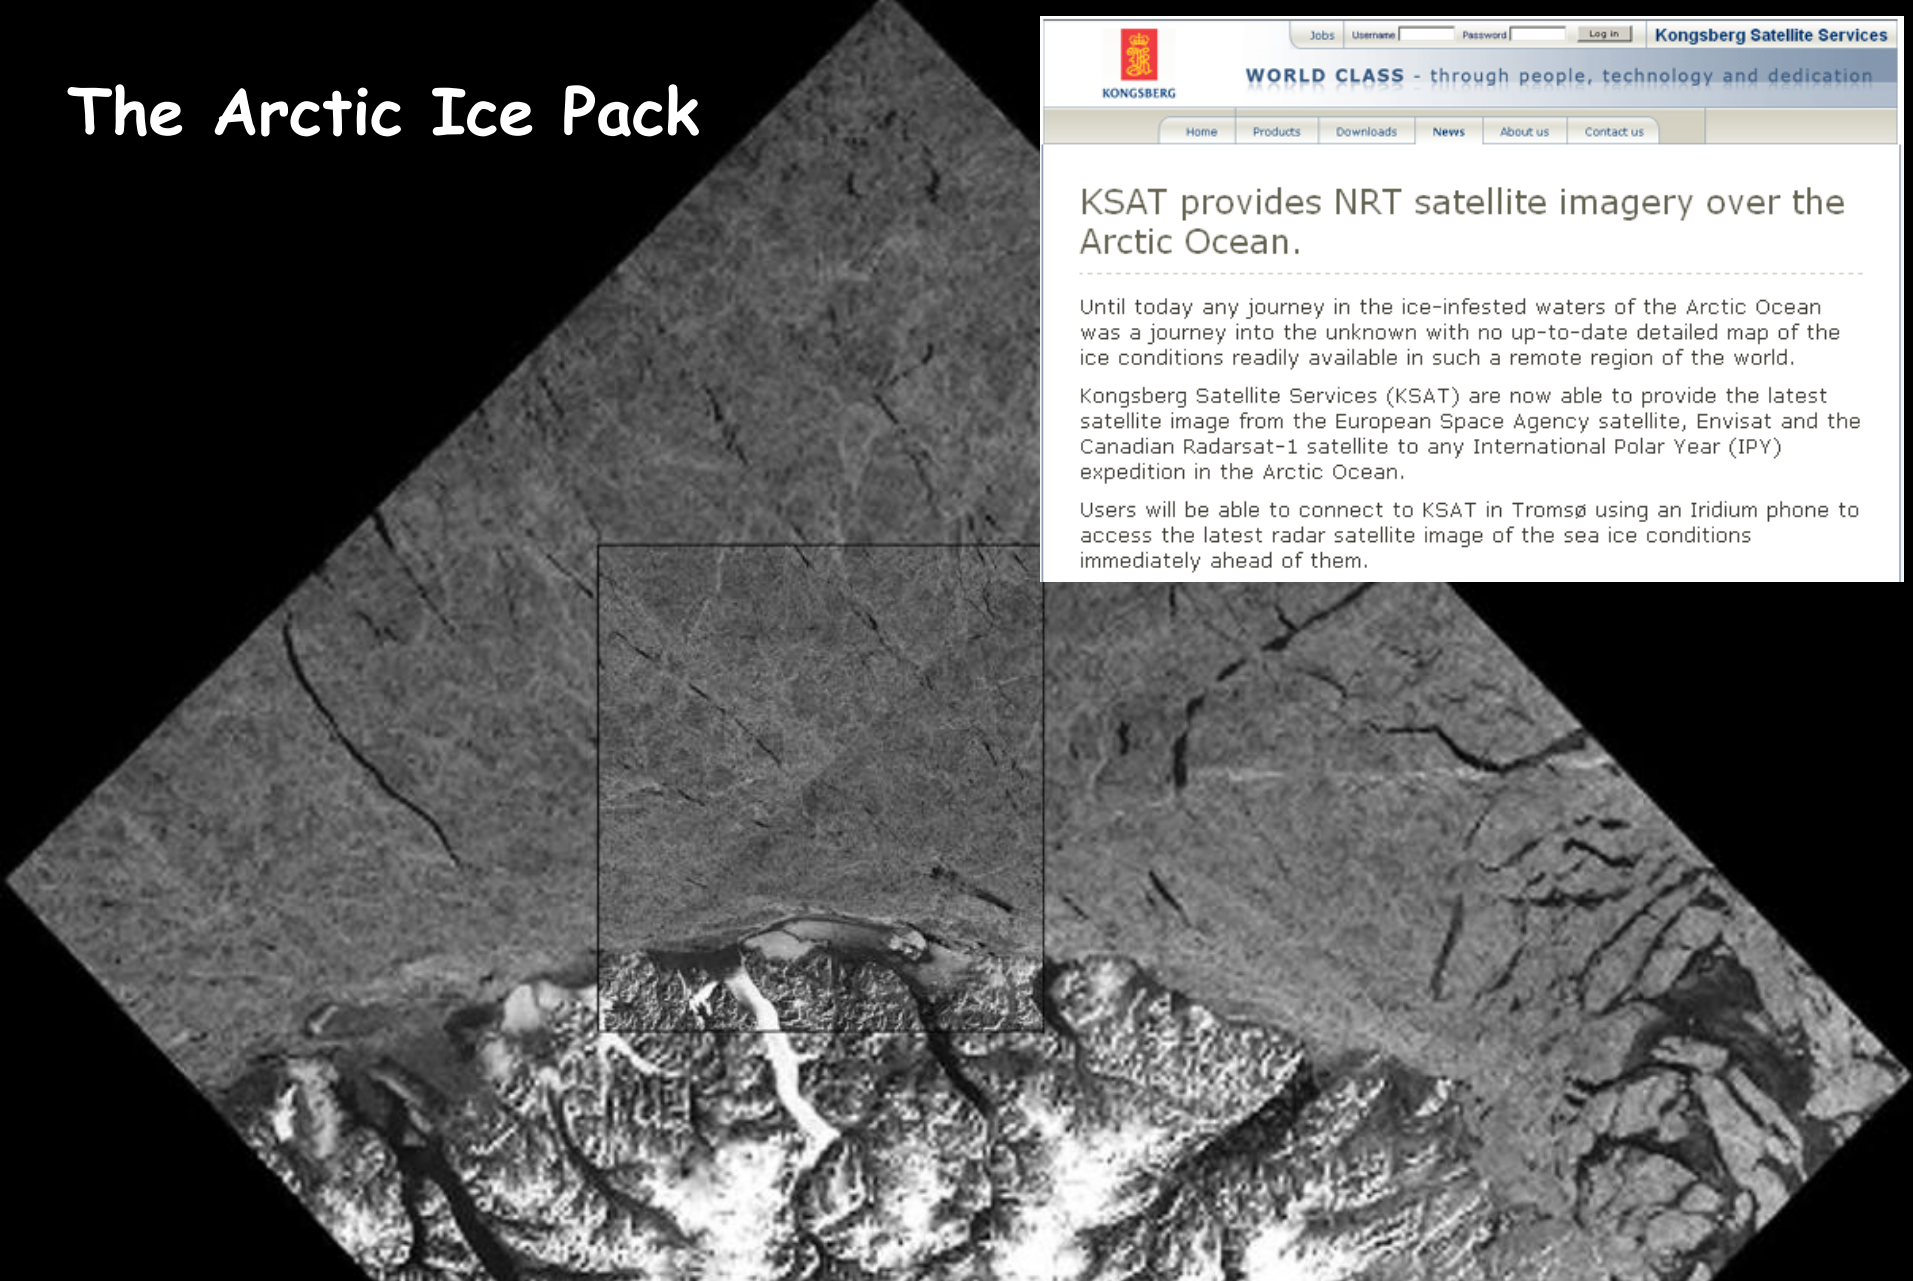 The Arctic Ice Pack
KONGSBERG
Jobs Username Password Log in Kongsberg Satellite Services
WORLD CLASS - through people, technology and dedication
Home Products Downloads News About us Contact us
KSAT provides NRT satellite imagery over the
Arctic Ocean.
Until today any journey in the ice-infested waters of the Arctic Ocean
was a journey into the unknown with no up-to-date detailed map of the
ice conditions readily available in such a remote region of the world.
Kongsberg Satellite Services (KSAT) are now able to provide the latest
satellite image from the European Space Agency satellite, Envisat and the
Canadian Radarsat-1 satellite to any International Polar Year (IPY)
expedition in the Arctic Ocean.
Users will be able to connect to KSAT in Tromsø using an Iridium phone to
access the latest radar satellite image of the sea ice conditions
immediately ahead of them.